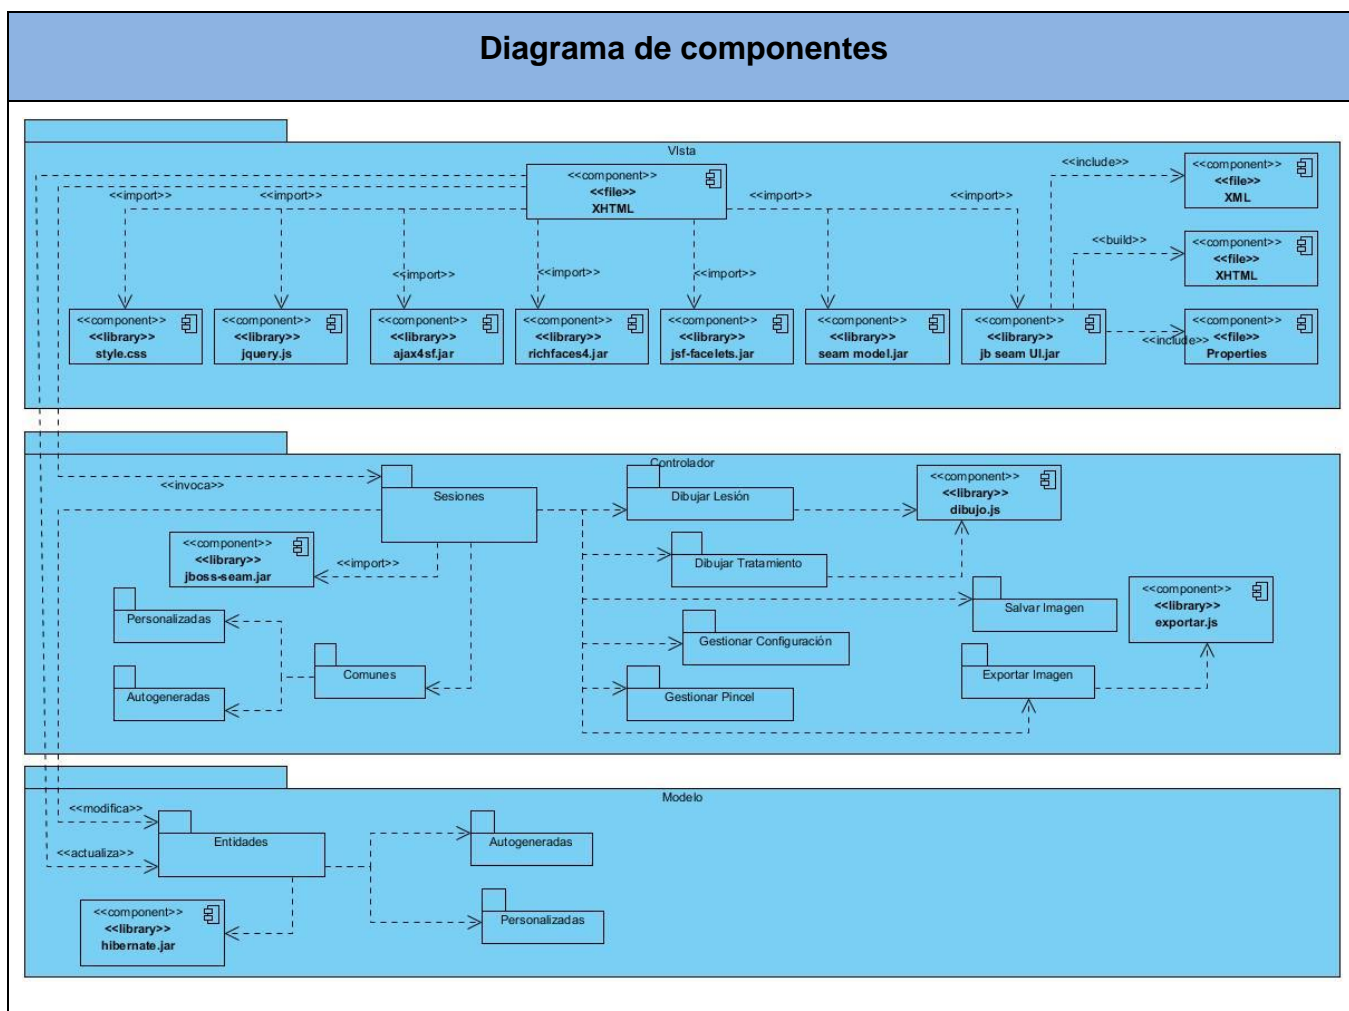 Diagrama de componentes
VIsta
<<component>>
<<file>>
XHTML
<<include>>
<<component>>
<<file>>
XML
<<import>>
<<import>>
<<import>>
<<import>>
<<build>>
<<component>>
<<file>>
XHTML
<<import>>
<<import>>
<<import>>
<<component>>
<<library>>
style.css
<<component>>
<<library>>
jquery.js
<<component>>
<<library>>
ajax4sf.jar
<<component>>
<<library>>
richfaces4.jar
<<component>>
<<library>>
jsf-facelets.jar
<<component>>
<<library>>
seam model.jar
<<component>>
<<library>>
jb seam UI.jar
<<include>>
<<component>>
<<file>>
Properties
Controlador
<<invoca>>
Sesiones
Dibujar Lesión
<<component>>
<<library>>
dibujo.js
<<component>>
<<library>>
jboss-seam.jar
<<import>>
Dibujar Tratamiento
Salvar Imagen
<<component>>
<<library>>
exportar.js
Personalizadas
Gestionar Configuración
Comunes
Exportar Imagen
Autogeneradas
Gestionar Pincel
Modelo
<<modifica>>
Entidades
Autogeneradas
<<actualiza>>
<<component>>
<<library>>
hibernate.jar
Personalizadas